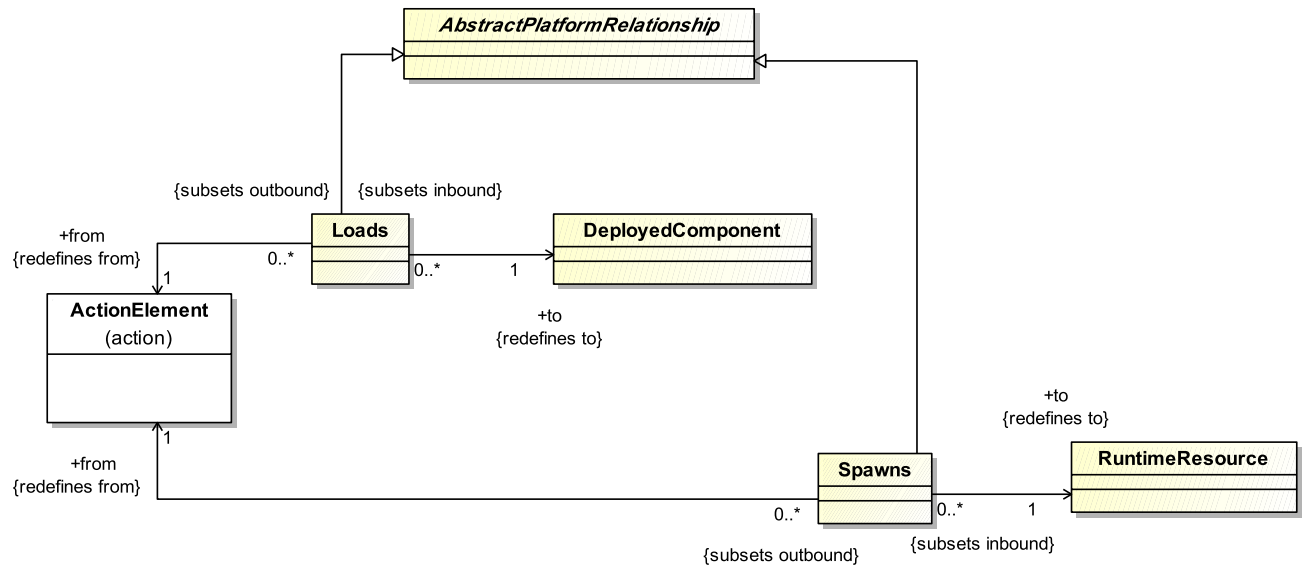 AbstractPlatformRelationship
{subsets outbound}
{subsets inbound}
+from
{redefines from}
Loads
DeployedComponent
0..*
0..*
1
1
+to
{redefines to}
ActionElement
(action)
1
+from
{redefines from}
+to
{redefines to}
Spawns
RuntimeResource
0..*
0..*
1
{subsets outbound}
{subsets inbound}